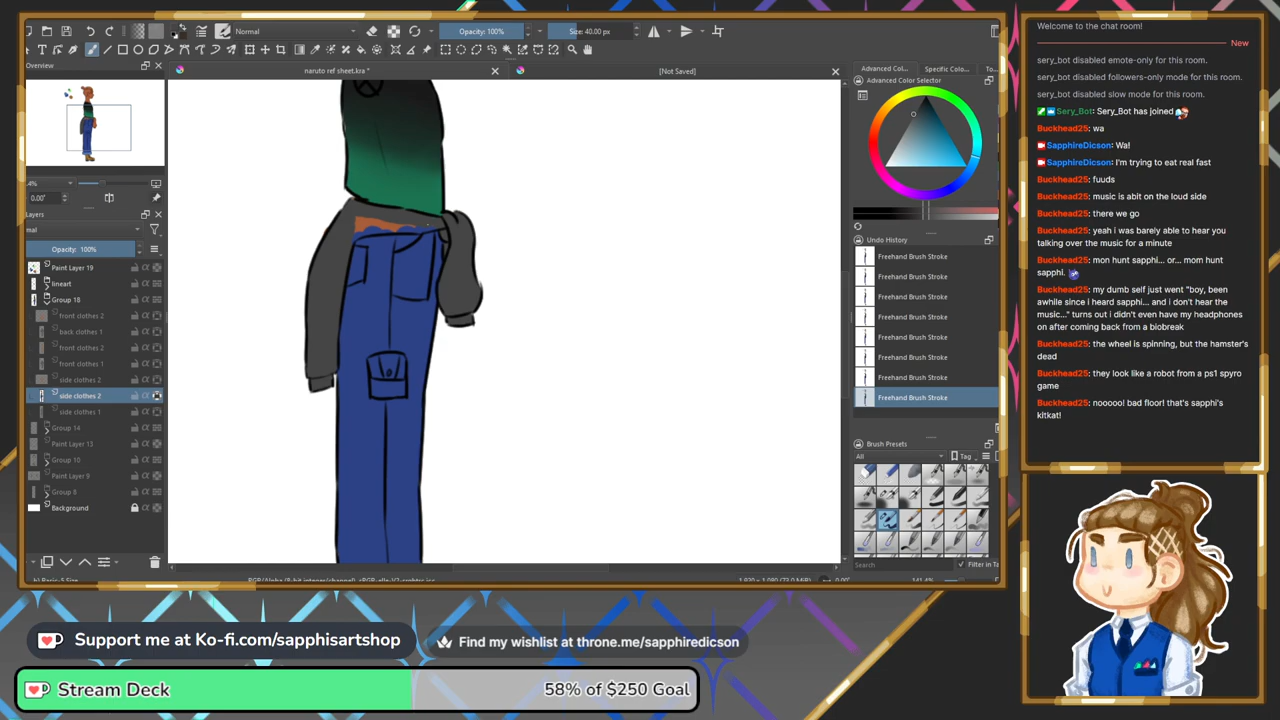 Normal
Opacity: 100%
Size: 40.00 px
Overview
naruto ref sheet.kra *
[Not Saved]
Advanced Col...
Specific Colo...
To...
Advanced Color Selector
0.00°
Layers
Opacity: 100%
Paint Layer 19
lineart
Group 18
front clothes 2
back clothes 1
front clothes 2
front clothes 1
side clothes 2
side clothes 2
side clothes 1
Group 14
Paint Layer 13
Group 10
Paint Layer 9
Group 8
Background
Undo History
Freehand Brush Stroke
Freehand Brush Stroke
Freehand Brush Stroke
Freehand Brush Stroke
Freehand Brush Stroke
Freehand Brush Stroke
Freehand Brush Stroke
Freehand Brush Stroke
Brush Presets
All
Tag
Search
Filter in Ta
Welcome to the chat room!
New
sery_bot disabled emote-only for this room.
sery_bot disabled followers-only mode for this room.
sery_bot disabled slow mode for this room.
Sery_Bot: Sery_Bot has joined
Buckhead25: wa
SapphireDicson: Wa!
SapphireDicson: I'm trying to eat real fast
Buckhead25: fuuds
Buckhead25: music is abit on the loud side
Buckhead25: there we go
Buckhead25: yeah i was barely able to hear you
talking over the music for a minute
Buckhead25: mon hunt sapphi... or... mom hunt
sapphi.
Buckhead25: my dumb self just went "boy, been
awhile since i heard sapphi... and i don't hear the
music..." turns out i didn't even have my headphones
on after coming back from a biobreak
Buckhead25: the wheel is spinning, but the hamster's
dead
Buckhead25: they look like a robot from a ps1 spyro
game
Buckhead25: noooo! bad floor! that's sapphi's
kitkat!
Support me at Ko-fi.com/sapphisartshop
Find my wishlist at throne.me/sapphiredicson
Stream Deck
58% of $250 Goal